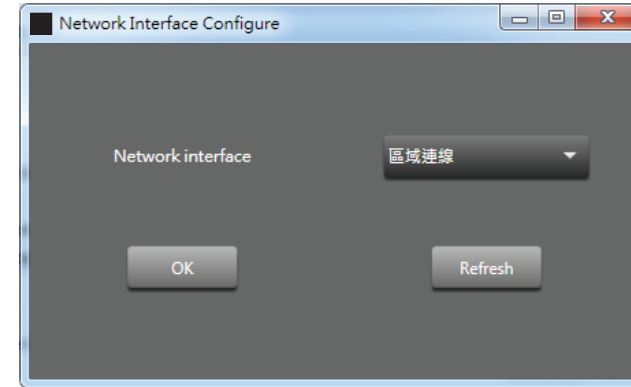 Network Interface Configure
Network interface
區域連線
OK
Refresh